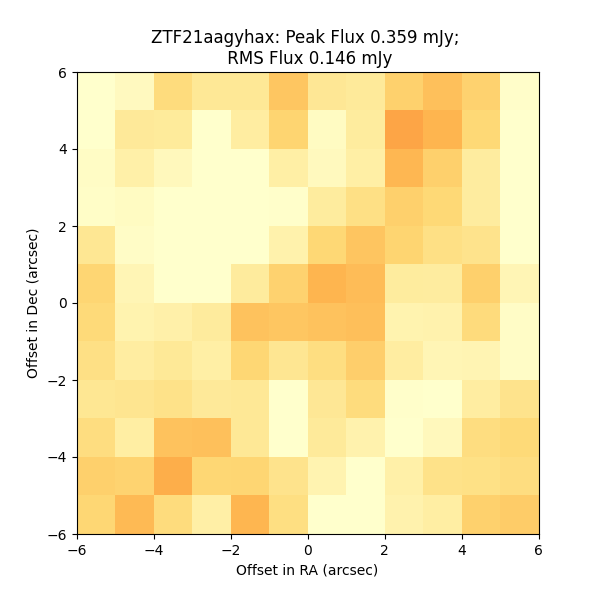 ZTF21aagyhax: Peak Flux 0.359 mJy;
RMS Flux 0.146 mJy
6
4
2
0
−2
−4
−6
Offset in Dec (arcsec)
−6 −4 −2 0 2 4 6
Offset in RA (arcsec)